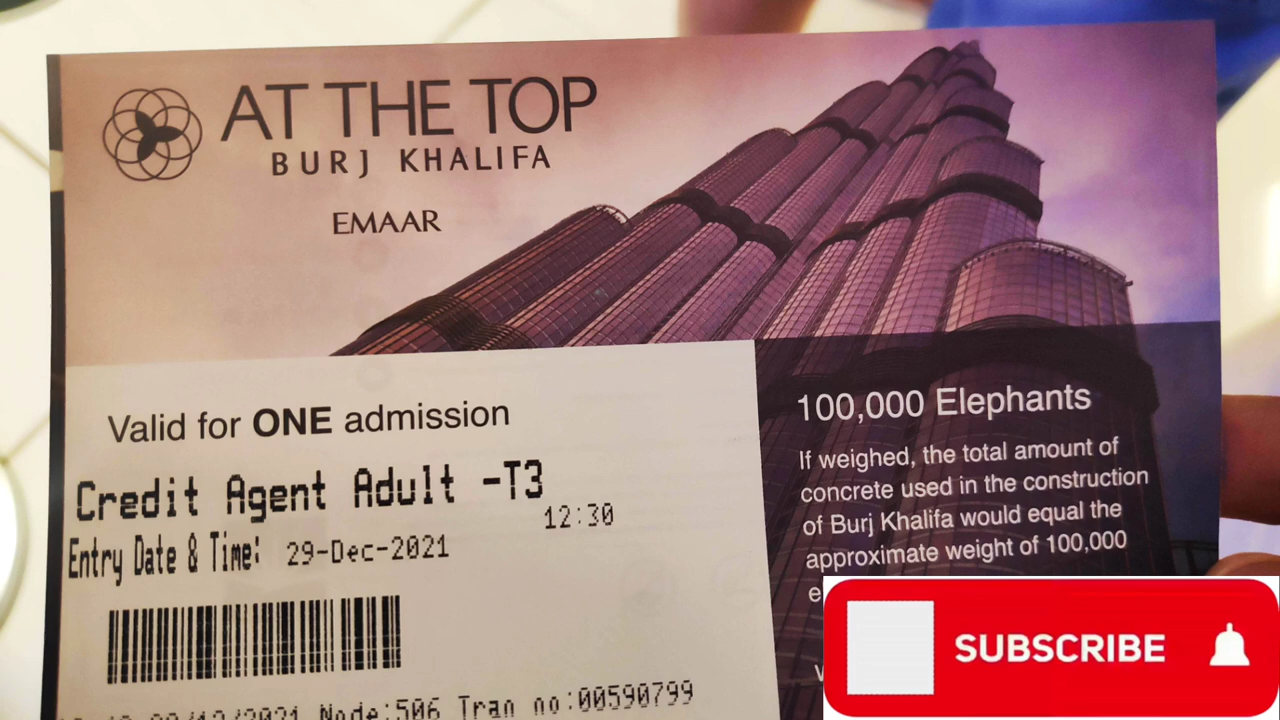 AT THE TOP
BURJ KHALIFA
EMAAR
Valid for ONE admission
Credit Agent Adult -T3
12:30
Entry Date & Time: 29-Dec-2021
Node:506 Tran no:00590799
100,000 Elephants
If weighed, the total amount of
concrete used in the construction
of Burj Khalifa would equal the
approximate weight of 100,000
SUBSCRIBE